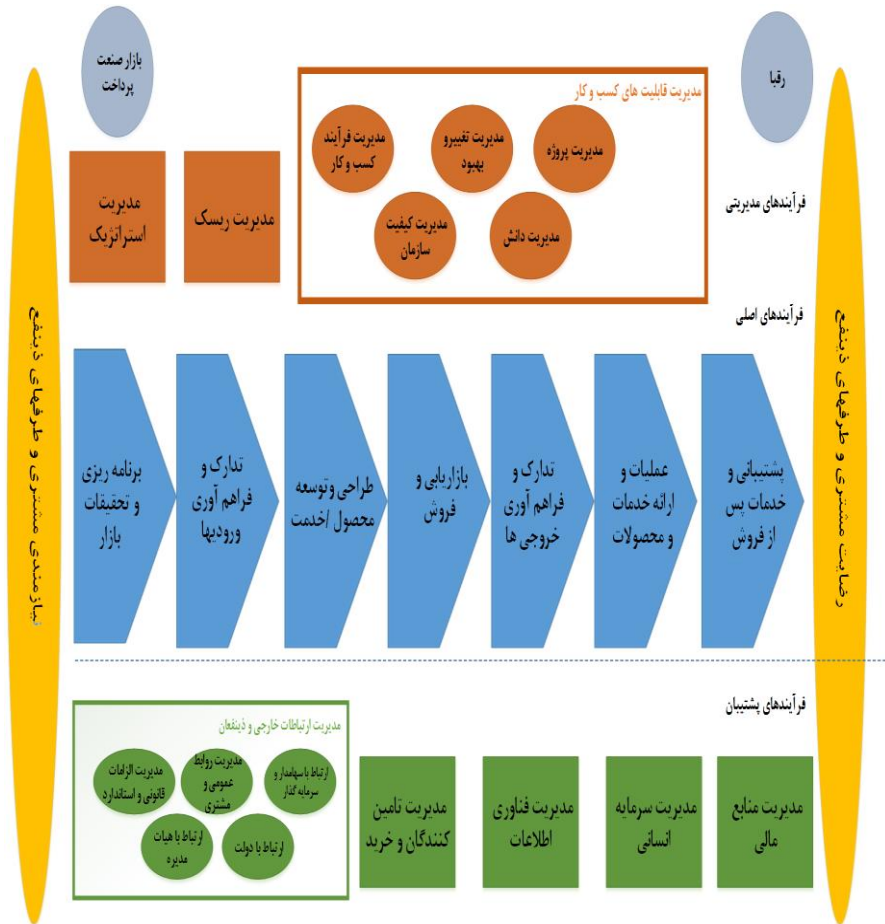 بازار صنعت
پرداخت
رقبا
مدیریت قابلیت های کسب و کار
مدیریت پروژه
مدیریت تغییرو
بهبود
مدیریت فرآیند
کسب و کار
مدیریت دانش
مدیریت کیفیت
سازمان
مدیریت ریسک
مدیریت
استراتژیک
فرآیندهای مدیریتی
فرآیندهای اصلی
نیازمندی مشتری و طرفهای ذینفع
برنامه ریزی
و تحقیقات
بازار
تدارک و
فراهم آوری
ورودیها
طراحی وتوسعه
محصول /خدمت
بازاریابی و
فروش
تدارک و
فراهم آوری
خروجی ها
عملیات و
ارائه خدمات
و محصولات
پشتیبانی و
خدمات پس
از فروش
رضایت مشتری و طرفهای ذینفع
فرآیندهای پشتیبان
مدیریت ارتباطات خارجی و ذینفعان
ارتباط با سهامدار و
سرمایه گذار
مدیریت روابط
عمومی و
مشتری
مدیریت الزامات
قانونی و استاندارد
ارتباط با دولت
ارتباط با هیات
مدیره
مدیریت تامین
کنندگان و خرید
مدیریت فناوری
اطلاعات
مدیریت سرمایه
انسانی
مدیریت منابع
مالی